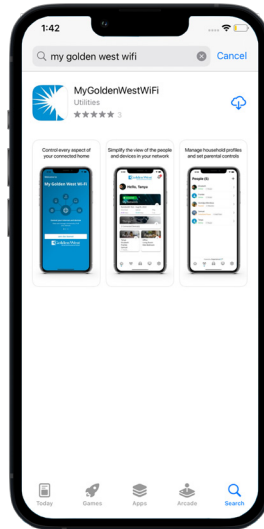 1:42
my golden west wifi
Cancel
MyGoldenWestWiFi
Utilities
3
Control every aspect of
your connected home
Simplify the view of the people
and devices in your network
Manage household profiles
and set parental controls
My Golden West Wi-Fi
Hello, Tanya
People (5)
Today
Games
Apps
Arcade
Search